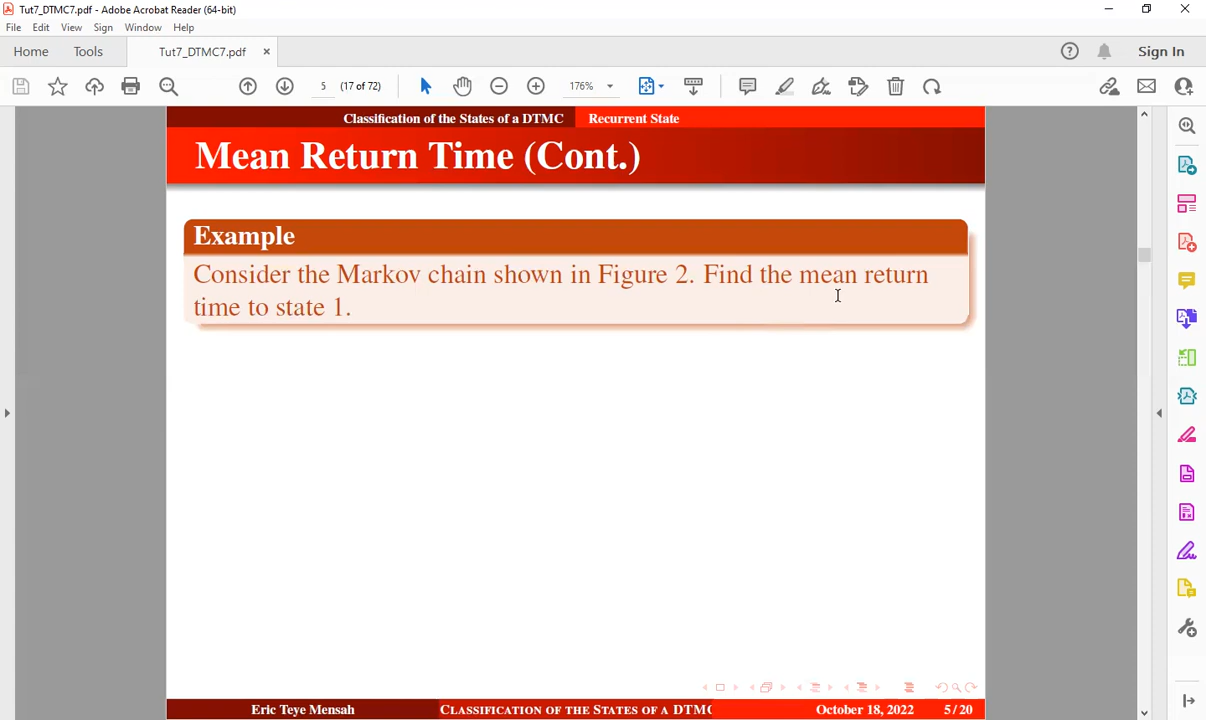 Tut7_DTMC7.pdf - Adobe Acrobat Reader (64-bit)
File Edit View Sign Window Help
Home Tools Tut7_DTMC7.pdf × Sign In
5 (17 of 72) 176%
Classification of the States of a DTMC Recurrent State
Mean Return Time (Cont.)
Example
Consider the Markov chain shown in Figure 2. Find the mean return
time to state 1.
Eric Teye Mensah CLASSIFICATION OF THE STATES OF A DTMC October 18, 2022 5/20